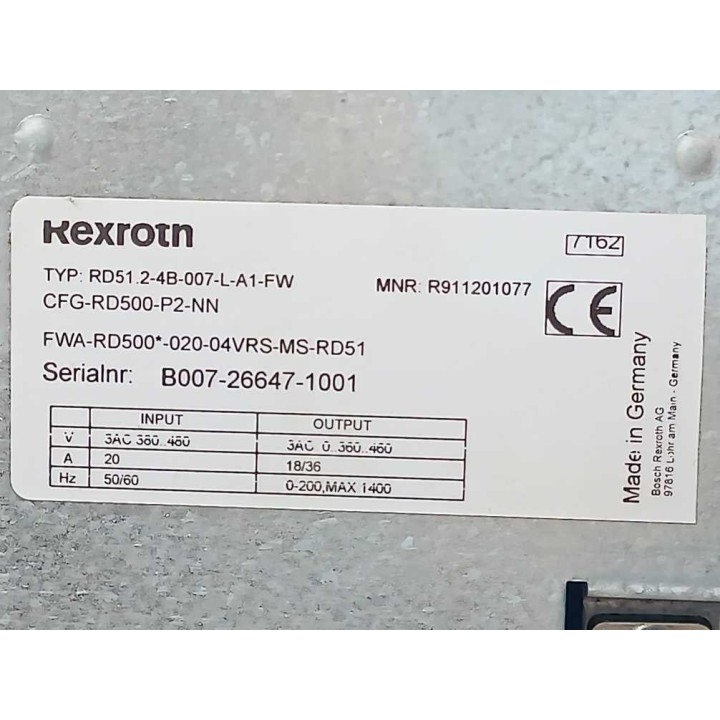 Rexroth
7162
TYP: RD51.2-4B-007-L-A1-FW
MNR: R911201077
CFG-RD500-P2-NN
CE
FWA-RD500*-020-04VRS-MS-RD51
Serialnr: B007-26647-1001
INPUT OUTPUT
V 3AC 380..480 3AC 0..380..480
A 20 18/36
Hz 50/60 0-200,MAX 1400
Made in Germany
Bosch Rexroth AG
97816 Lohr am Main - Germany